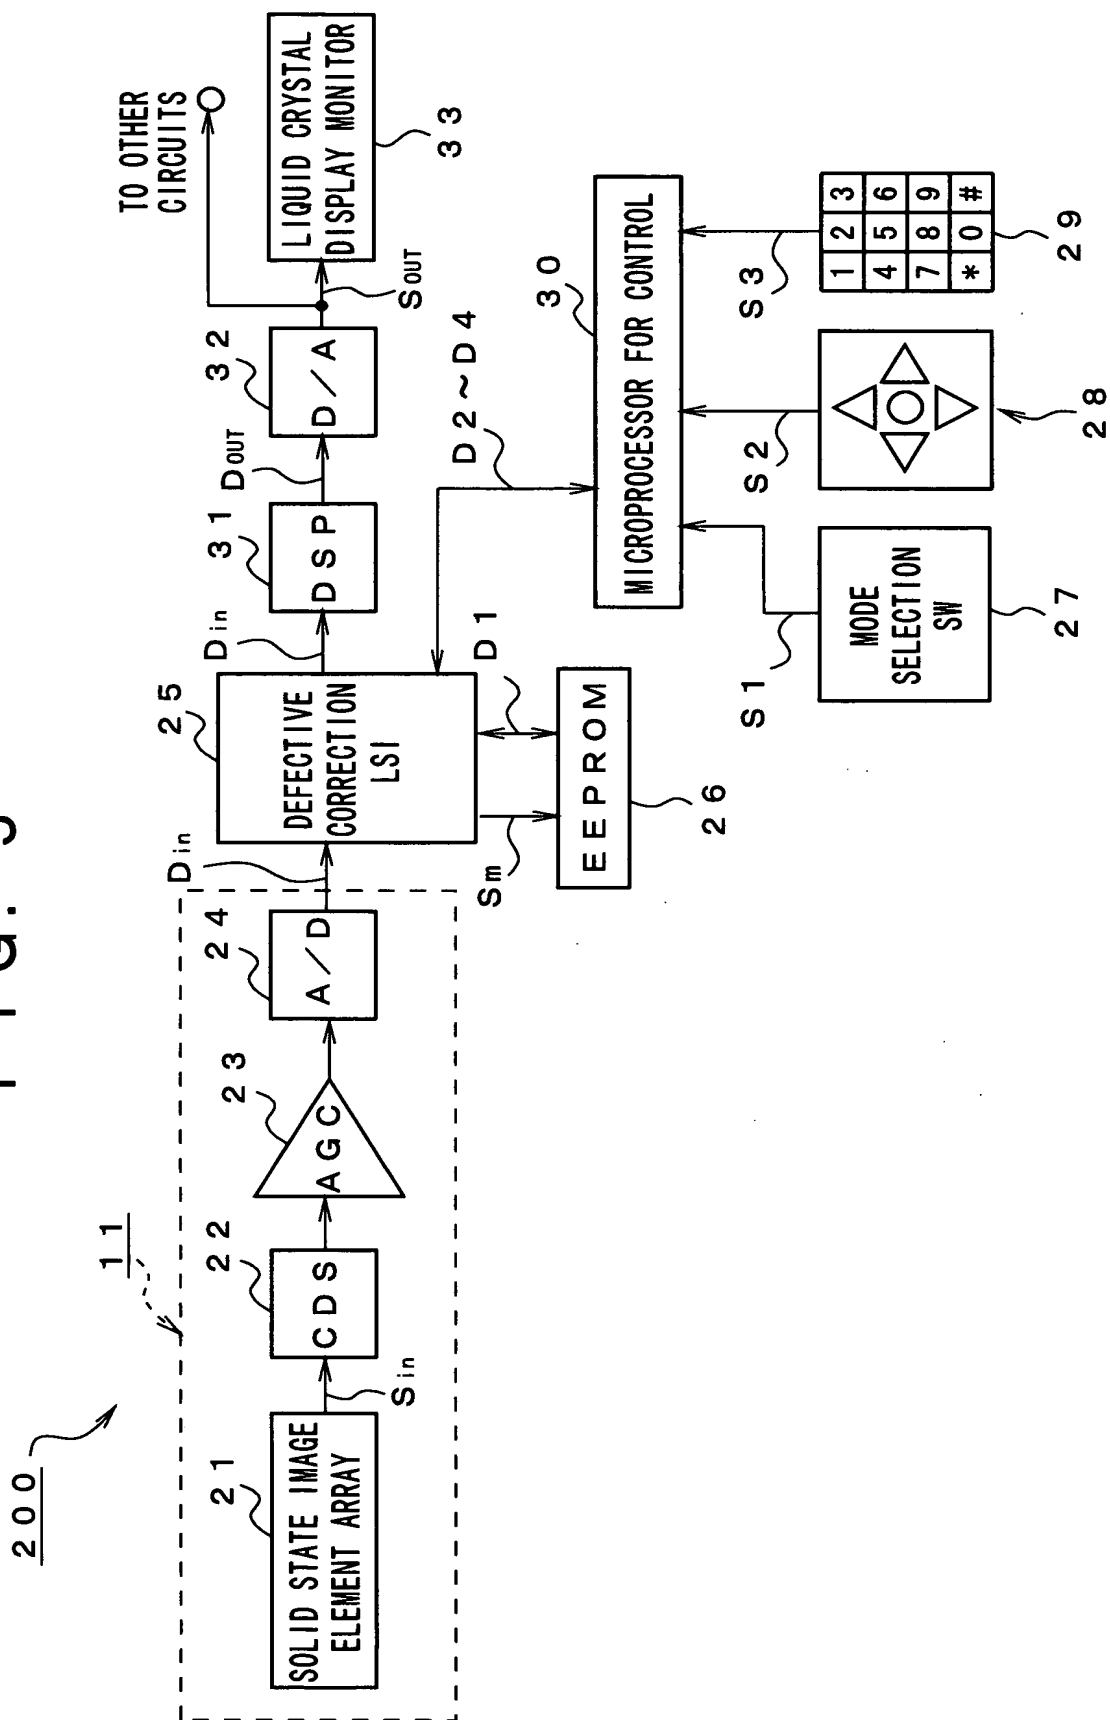 200
11
21
SOLID STATE IMAGE
ELEMENT ARRAY
Sin
22
CDS
23
AGC
24
A/D
Din
25
DEFECTIVE
CORRECTION
LSI
Din
31
DSP
DOUT
32
D/A
SOUT
TO OTHER
CIRCUITS
LIQUID CRYSTAL
DISPLAY MONITOR
33
Sm
D1
EEPROM
26
D2~D4
30
MICROPROCESSOR FOR CONTROL
S1
S2
S3
MODE
SELECTION
SW
27
28
1 2 3
4 5 6
7 8 9
* 0 #
29